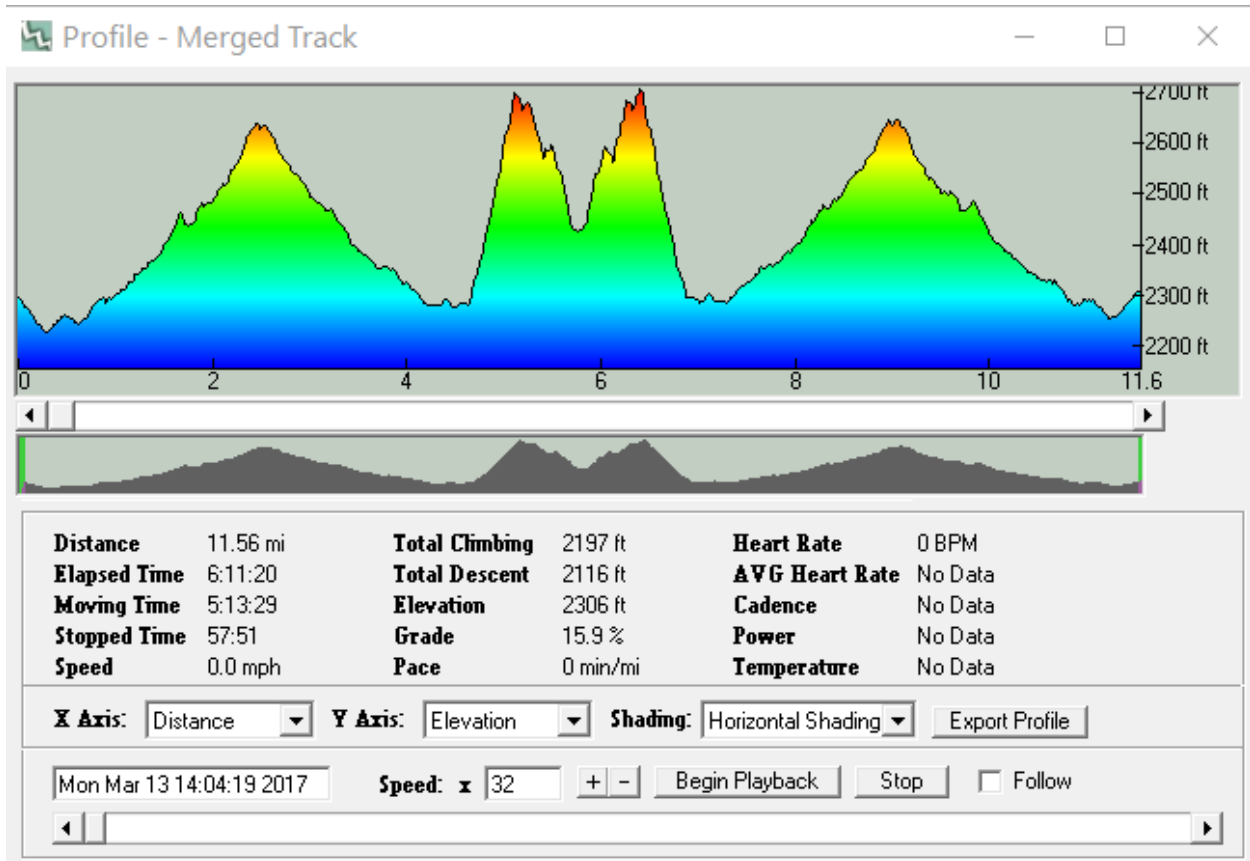 Profile - Merged Track
2700 ft
2600 ft
2500 ft
2400 ft
2300 ft
2200 ft
0 2 4 6 8 10 11.6
Distance 11.56 mi Total Climbing 2197 ft Heart Rate 0 BPM
Elapsed Time 6:11:20 Total Descent 2116 ft AVG Heart Rate No Data
Moving Time 5:13:29 Elevation 2306 ft Cadence No Data
Stopped Time 57:51 Grade 15.9 % Power No Data
Speed 0.0 mph Pace 0 min/mi Temperature No Data
X Axis: Distance Y Axis: Elevation Shading: Horizontal Shading Export Profile
Mon Mar 13 14:04:19 2017 Speed: x 32 + - Begin Playback Stop Follow